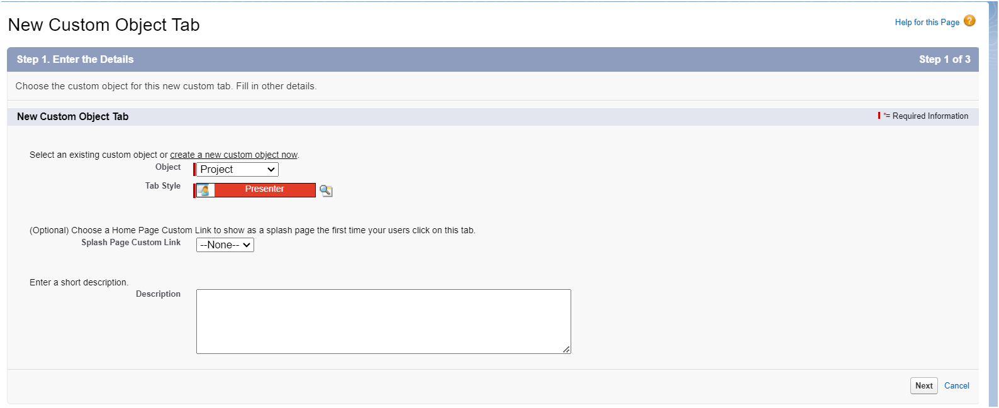 New Custom Object Tab
Help for this Page ?
Step 1. Enter the Details
Step 1 of 3
Choose the custom object for this new custom tab. Fill in other details.
New Custom Object Tab
*= Required Information
Select an existing custom object or create a new custom object now.
Object
Project
Tab Style
Presenter
(Optional) Choose a Home Page Custom Link to show as a splash page the first time your users click on this tab.
Splash Page Custom Link
--None--
Enter a short description.
Description
Next
Cancel